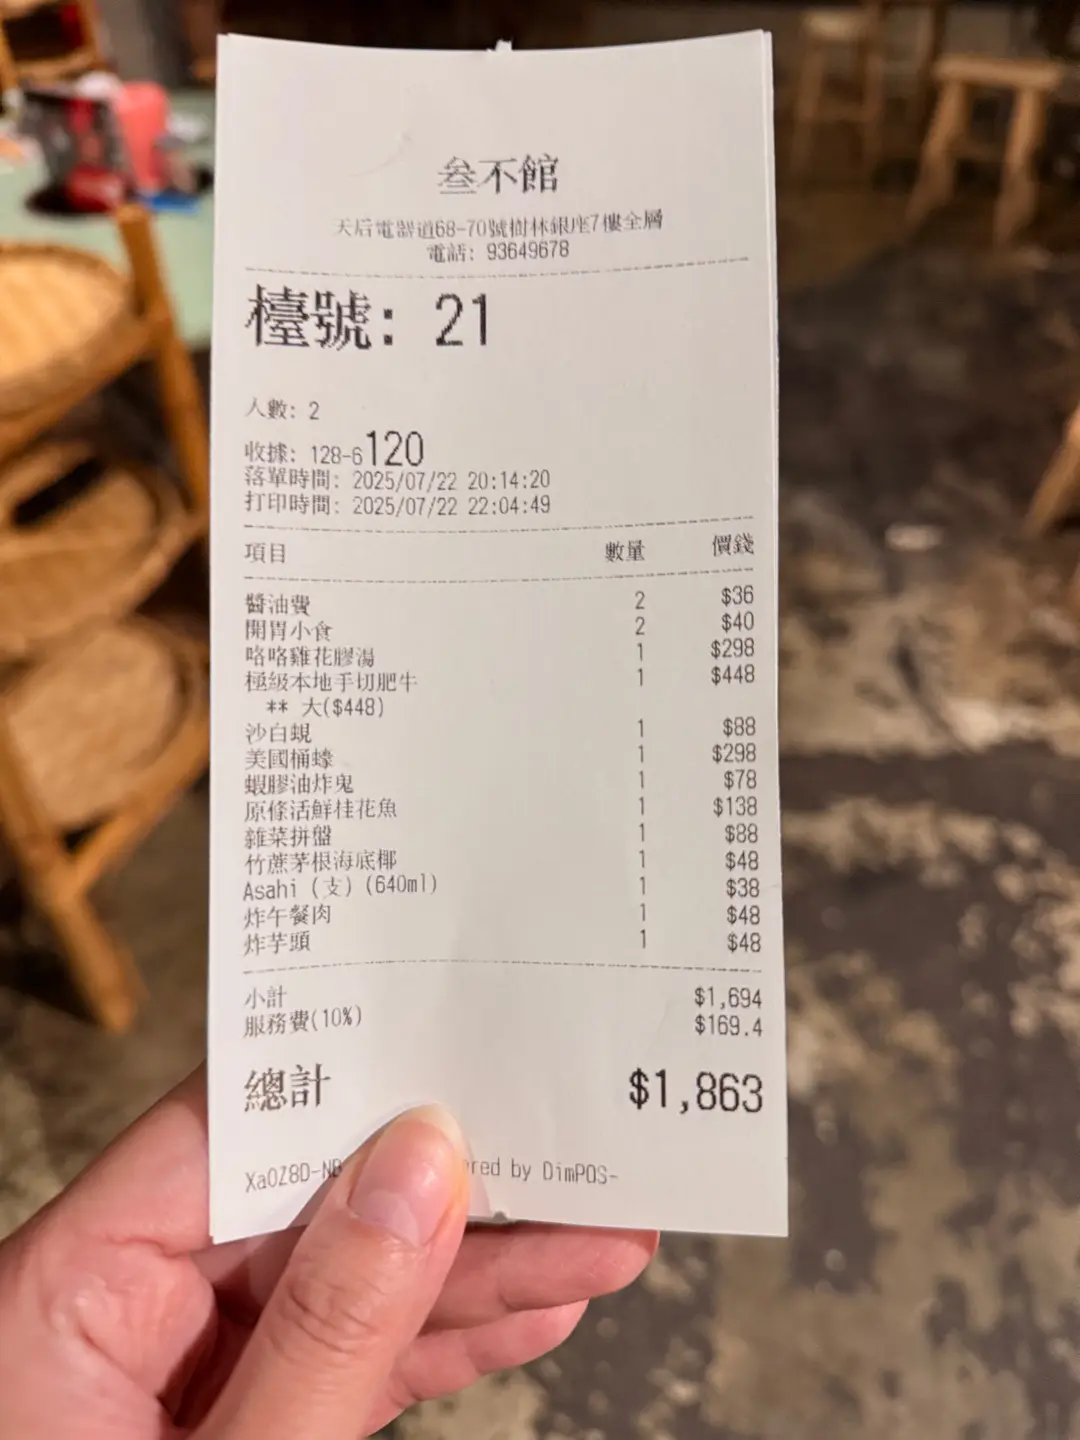 叁不館
天后電器道68-70號樹林銀座7樓全層
電話: 93649678
檯號: 21
人數: 2
收據: 128-6120
落單時間: 2025/07/22 20:14:20
打印時間: 2025/07/22 22:04:49
項目 數量 價錢
醬油費 2 $36
開胃小食 2 $40
咯咯雞花膠湯 1 $298
極級本地手切肥牛 1 $448
** 大($448)
沙白蜆 1 $88
美國桶蠔 1 $298
蝦膠油炸鬼 1 $78
原條活鮮桂花魚 1 $138
雜菜拼盤 1 $88
竹蔗茅根海底椰 1 $48
Asahi (支) (640ml) 1 $38
炸午餐肉 1 $48
炸芋頭 1 $48
小計 $1,694
服務費(10%) $169.4
總計 $1,863
XaOZ8D-NB ered by DimPOS-